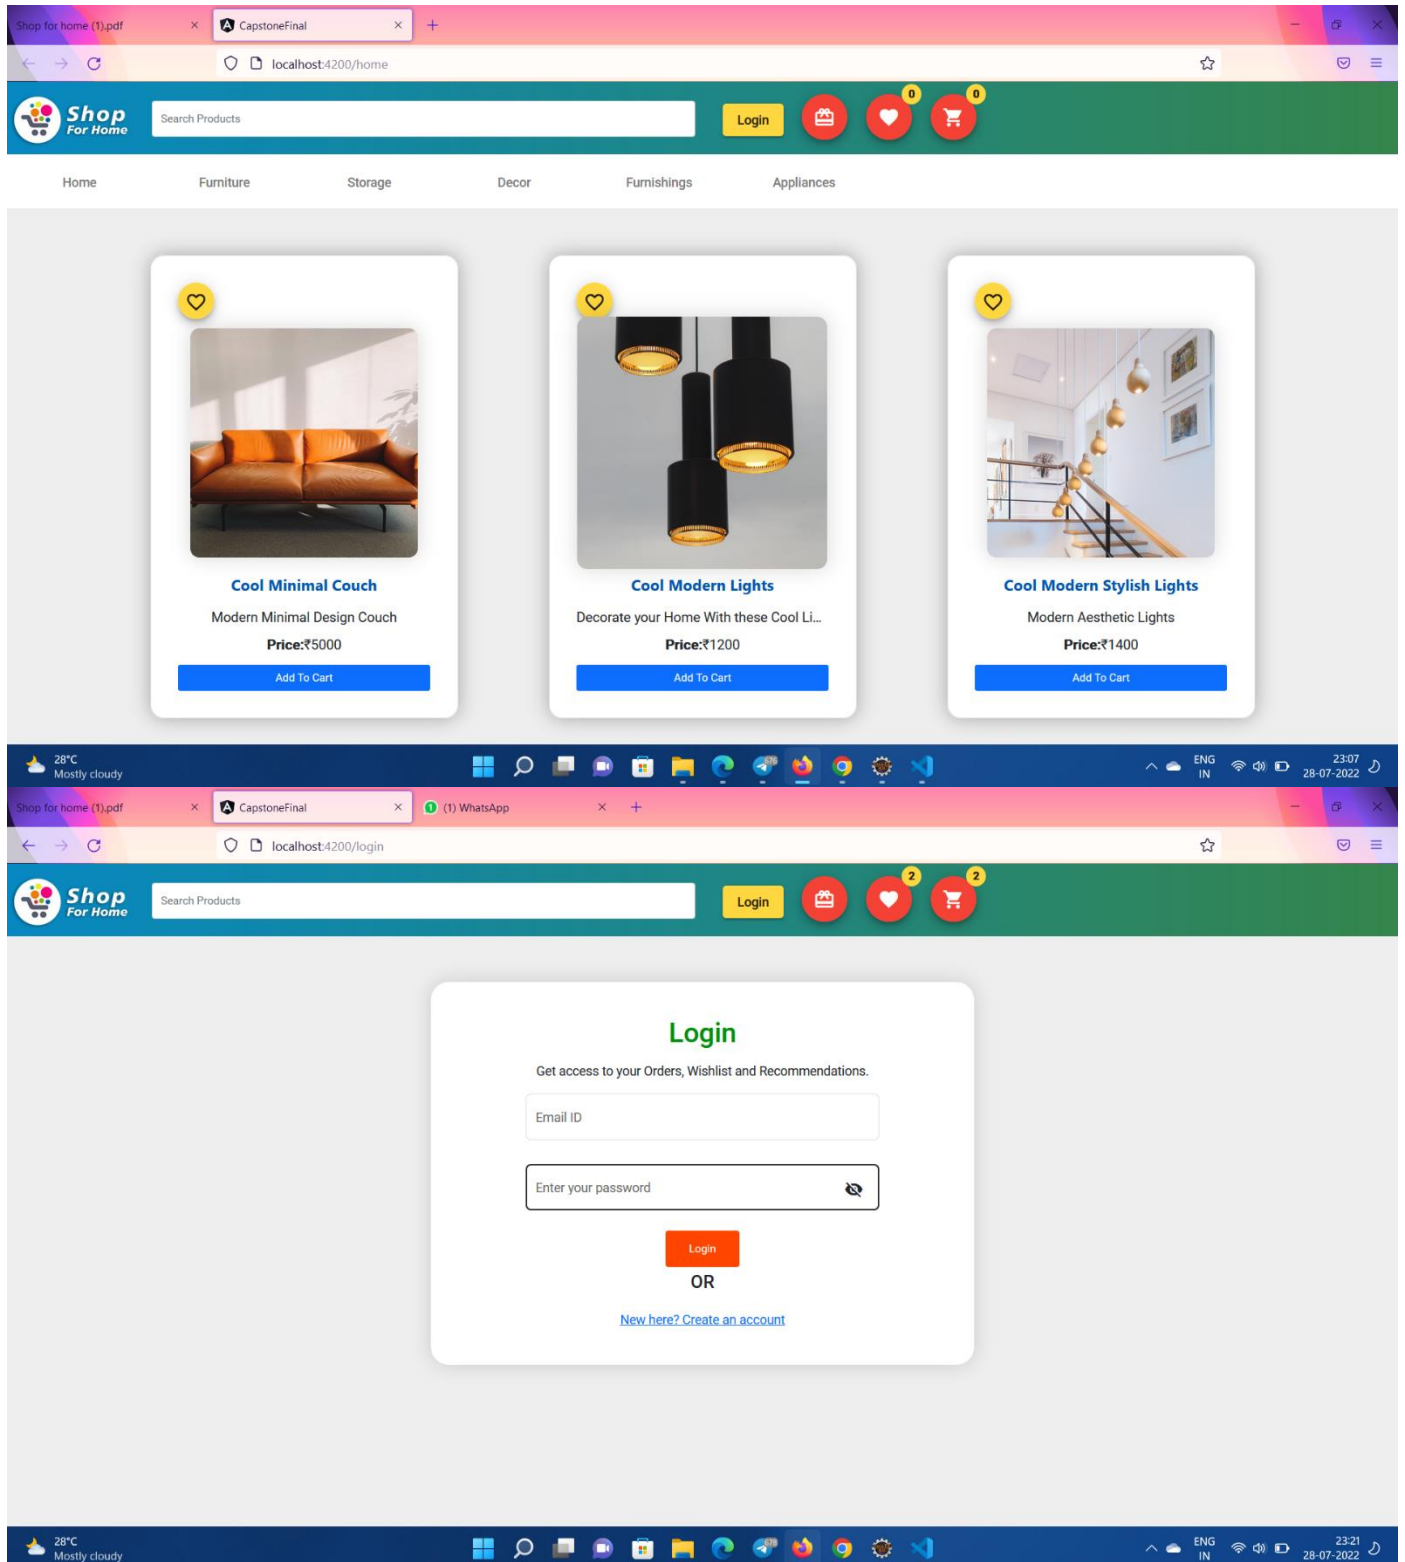 Shop for home (1).pdf
CapstoneFinal
localhost:4200/home
Shop
For Home
Search Products
Login
0
0
Home Furniture Storage Decor Furnishings Appliances
Cool Minimal Couch
Modern Minimal Design Couch
Price:₹5000
Add To Cart
Cool Modern Lights
Decorate your Home With these Cool Li...
Price:₹1200
Add To Cart
Cool Modern Stylish Lights
Modern Aesthetic Lights
Price:₹1400
Add To Cart
28°C
Mostly cloudy
ENG
IN
23:07
28-07-2022
Shop for home (1).pdf
CapstoneFinal
(1) WhatsApp
localhost:4200/login
Shop
For Home
Search Products
Login
2
2
Login
Get access to your Orders, Wishlist and Recommendations.
Email ID
Enter your password
Login
OR
New here? Create an account
28°C
Mostly cloudy
ENG
IN
23:21
28-07-2022